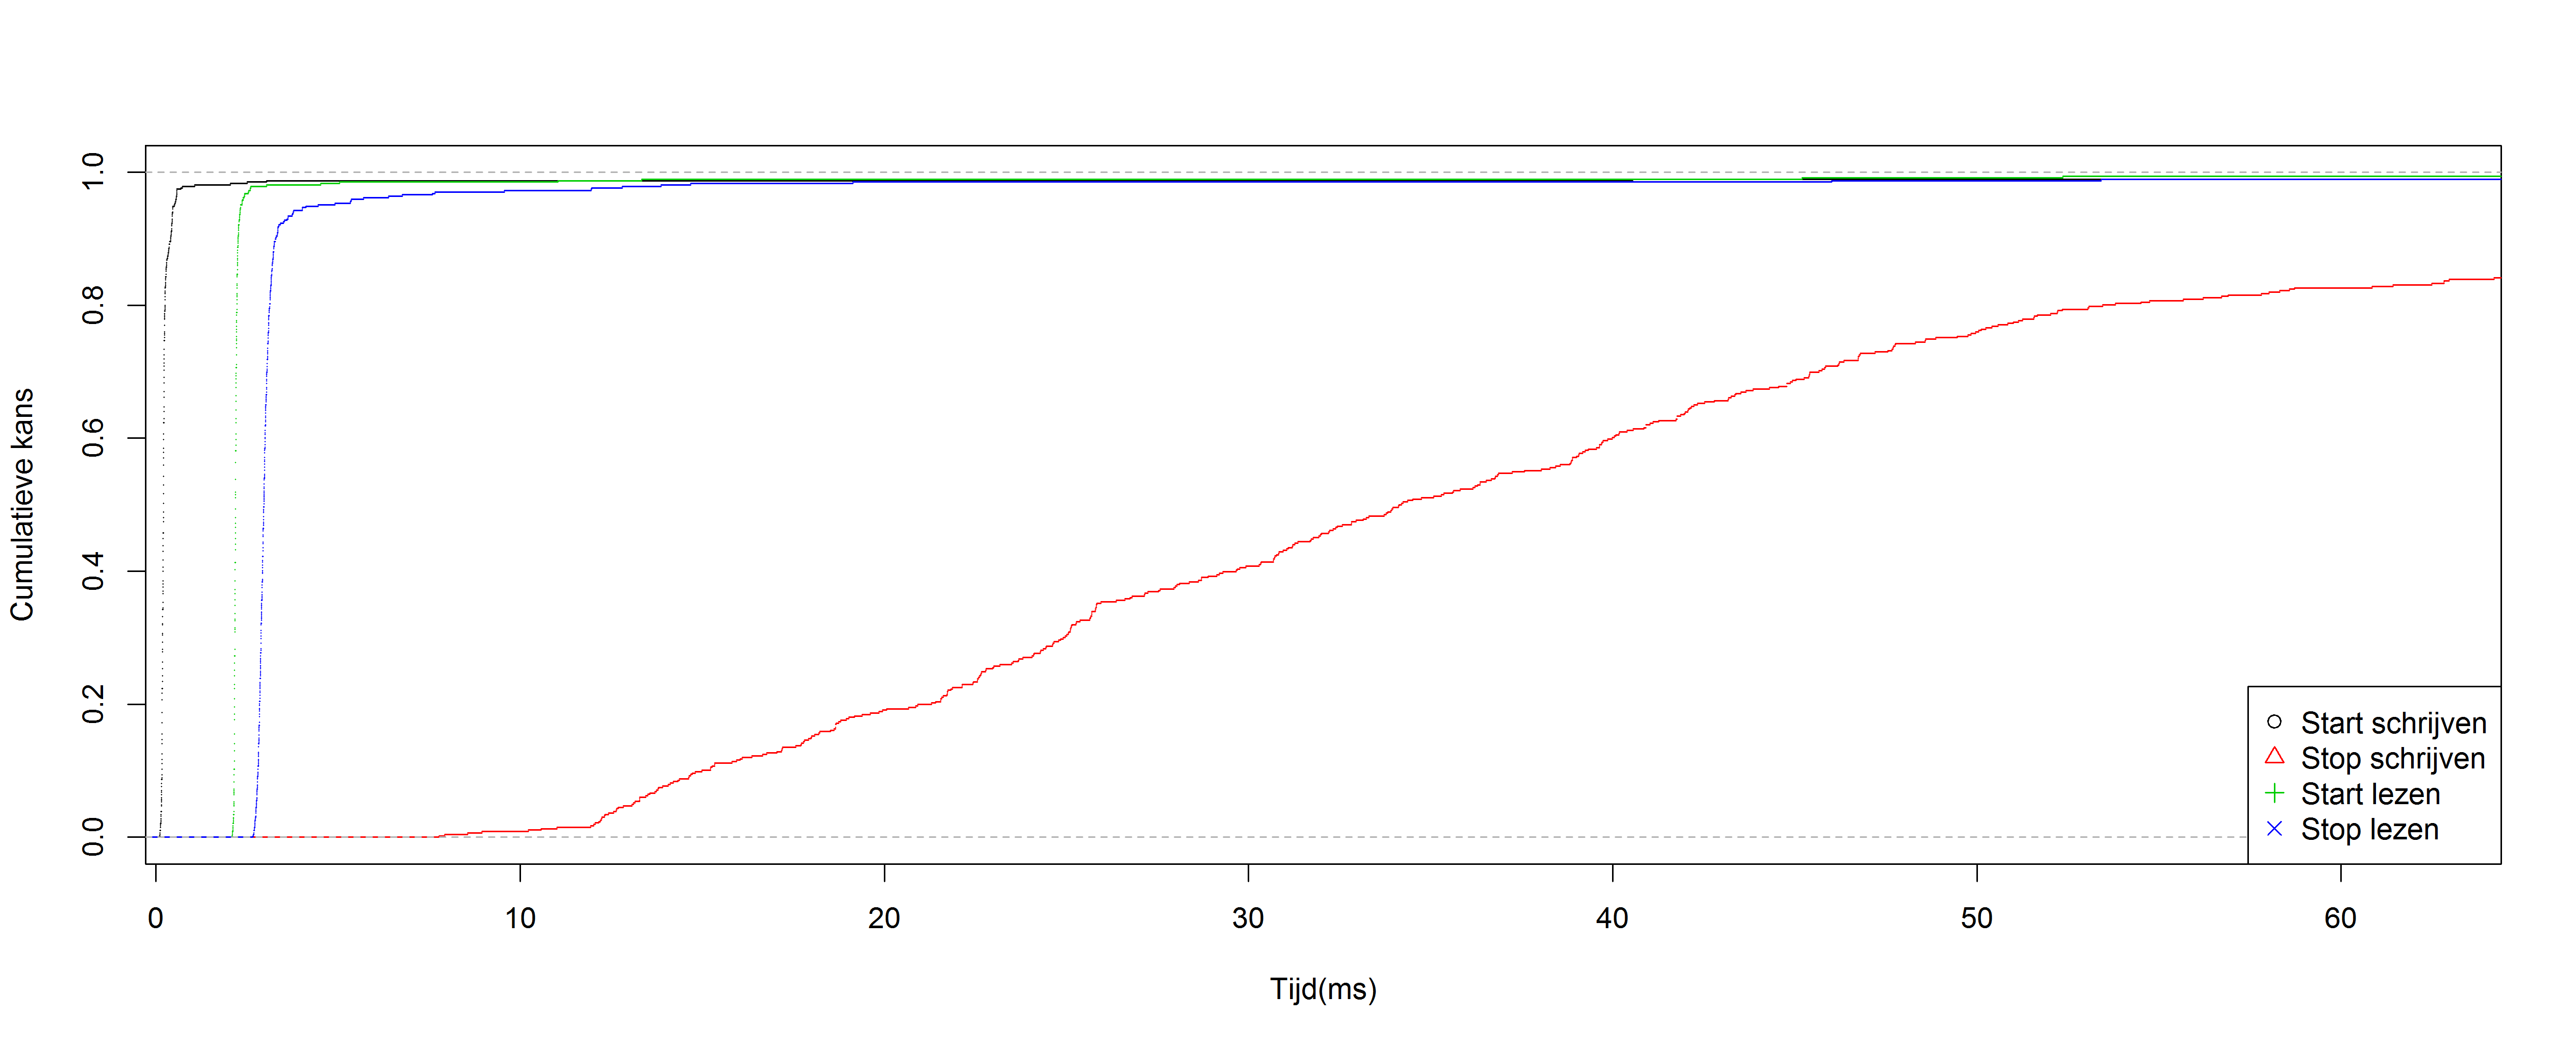 Cumulatieve kans
1.0
0.8
0.6
0.4
0.2
0.0
0 10 20 30 40 50 60
Tijd(ms)
Start schrijven
Stop schrijven
Start lezen
Stop lezen